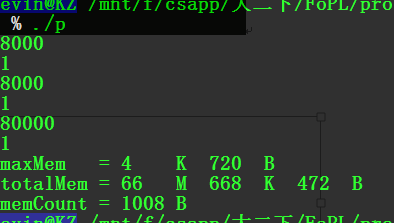 evin@KZ /mnt/f/csapp/大二下/FoPL/pro
% ./p
8000
1
8000
1
80000
1
maxMem   = 4    K  720  B
totalMem = 66   M  668  K  472  B
memCount = 1008 B
evin@KZ /mnt/f/csapp/大二下/FoPL/pro